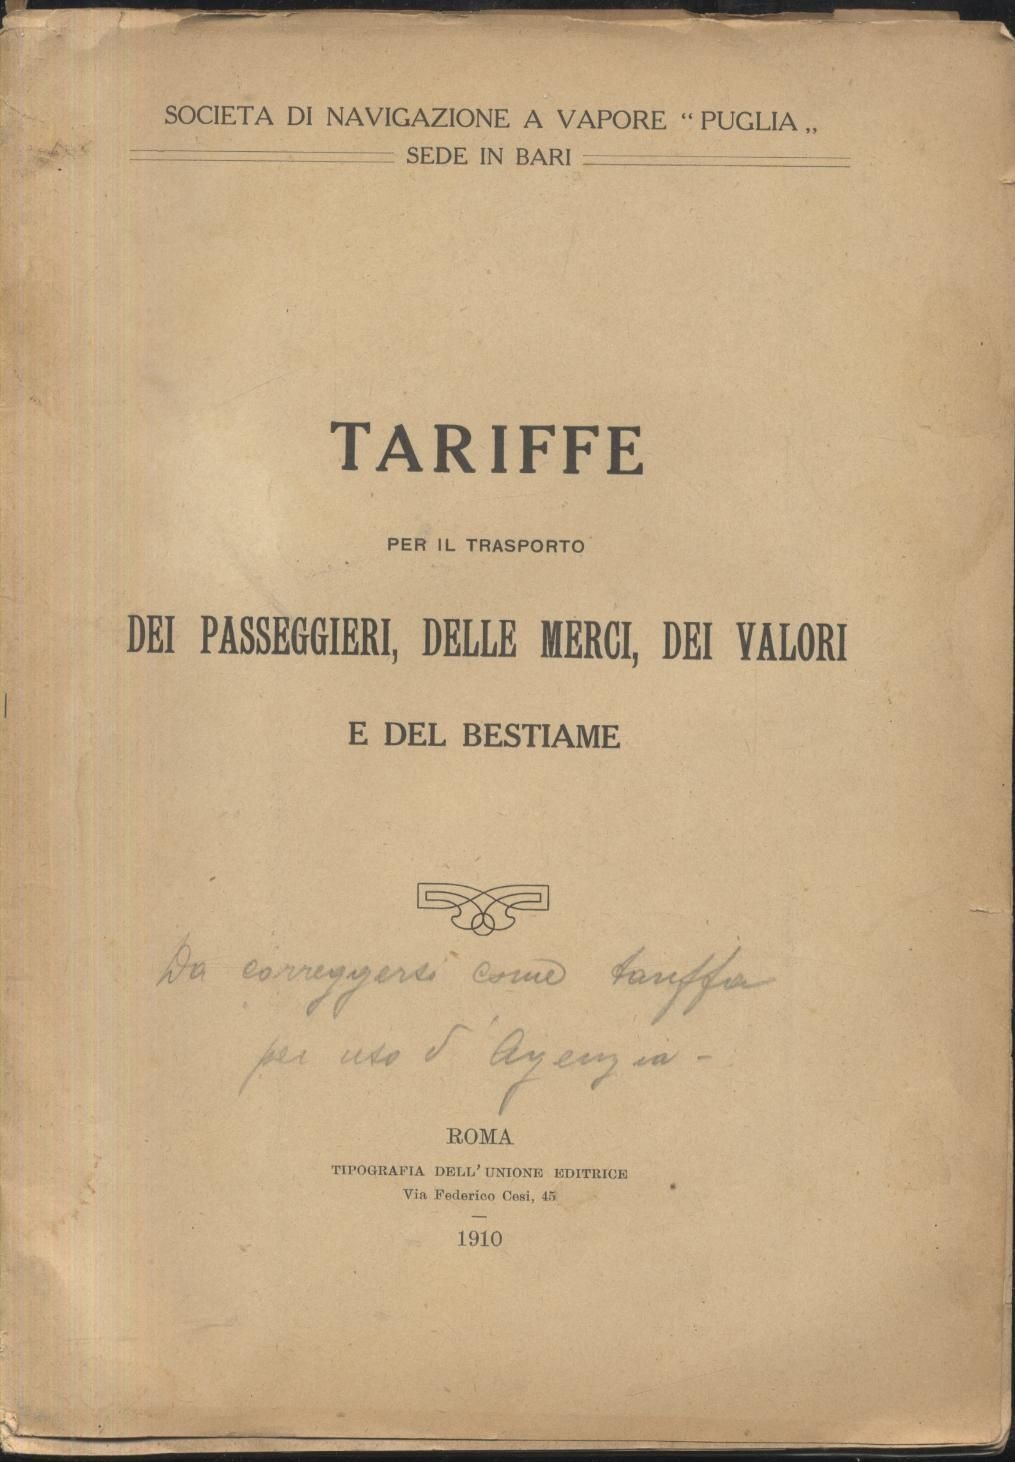 SOCIETA DI NAVIGAZIONE A VAPORE “ PUGLIA „
SEDE IN BARI
TARIFFE
PER IL TRASPORTO
DEI PASSEGGIERI, DELLE MERCI, DEI VALORI
E DEL BESTIAME
Da correggersi come tariffa
per uso d'Agenzia -
ROMA
TIPOGRAFIA DELL' UNIONE EDITRICE
Via Federico Cesi, 45
1910